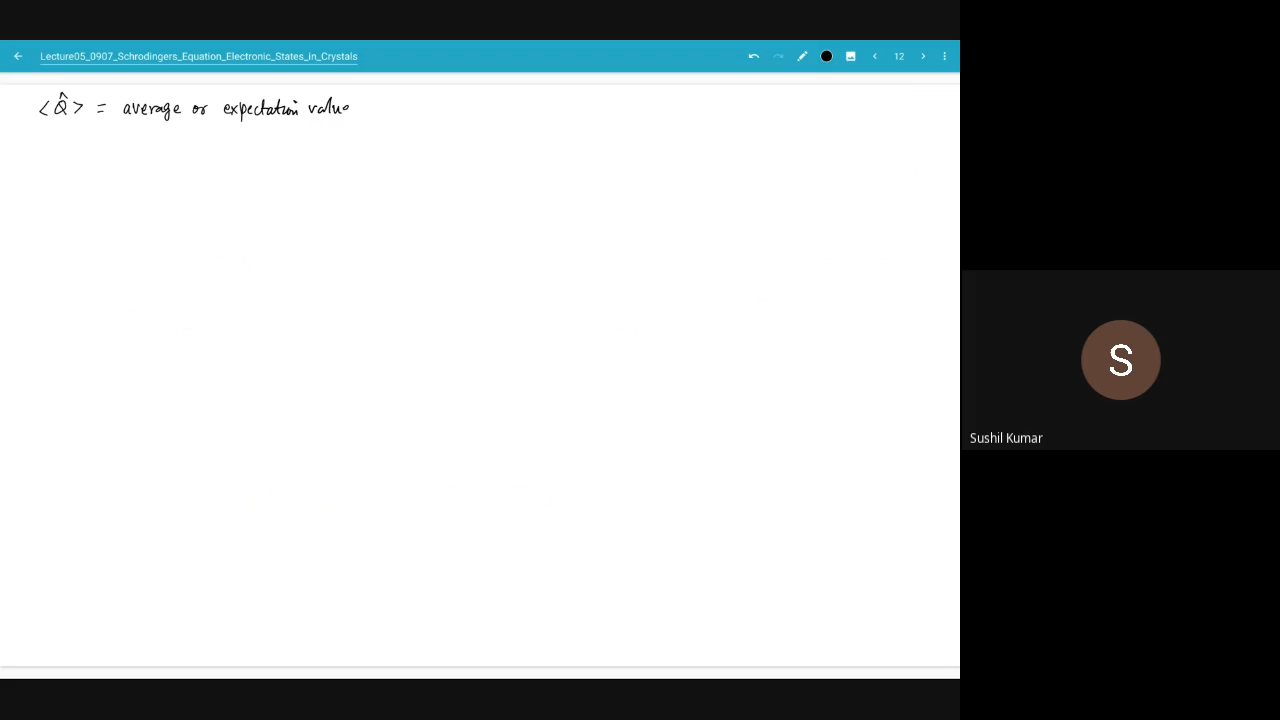 Lecture05_0907_Schrodingers_Equation_Electronic_States_in_Crystals
12
<Q̂> = average or expectation value
S
Sushil Kumar